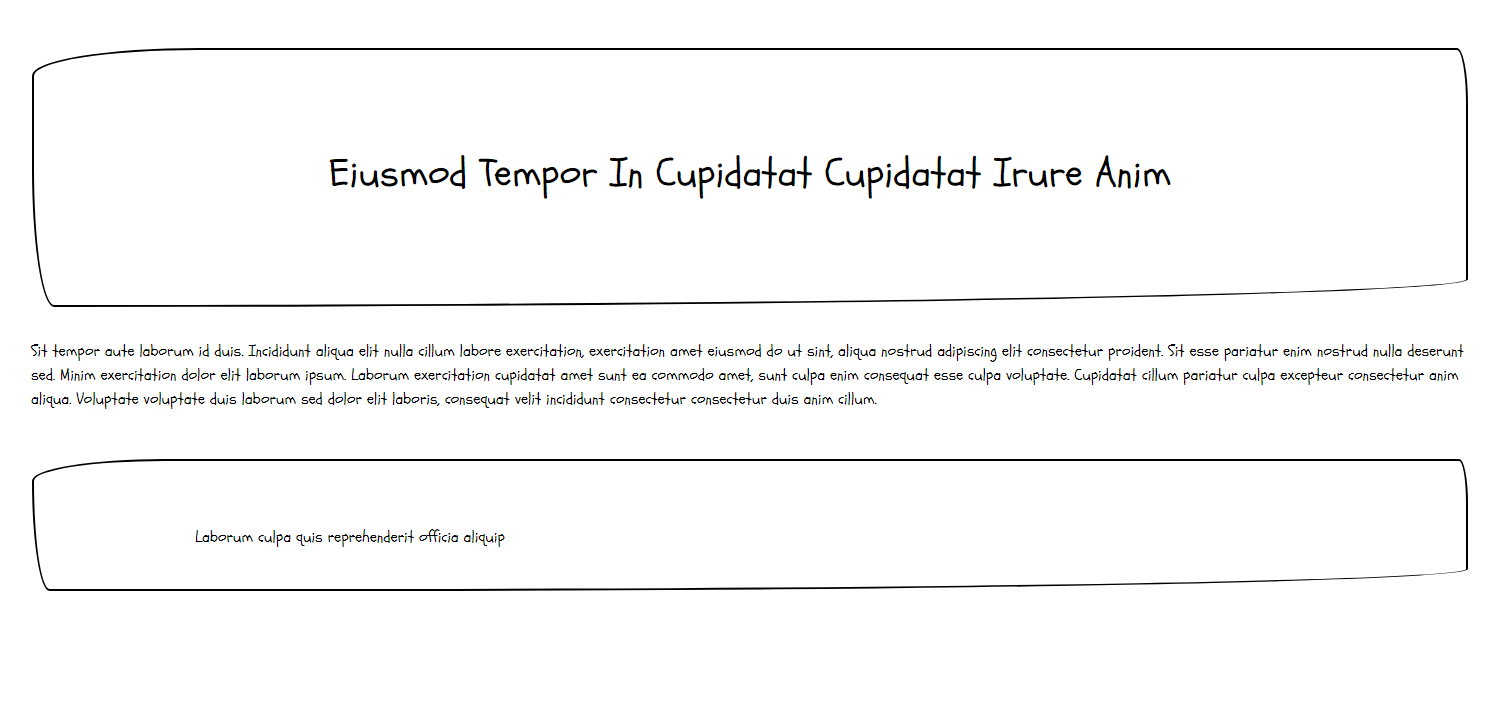 Eiusmod Tempor In Cupidatat Cupidatat Irure Anim
Sit tempor aute laborum id duis. Incididunt aliqua elit nulla cillum labore exercitation, exercitation amet eiusmod do ut sint, aliqua nostrud adipiscing elit consectetur proident. Sit esse pariatur enim nostrud nulla deserunt
sed. Minim exercitation dolor elit laborum ipsum. Laborum exercitation cupidatat amet sunt ea commodo amet, sunt culpa enim consequat esse culpa voluptate. Cupidatat cillum pariatur culpa excepteur consectetur anim
aliqua. Voluptate voluptate duis laborum sed dolor elit laboris, consequat velit incididunt consectetur consectetur duis anim cillum.
Laborum culpa quis reprehenderit officia aliquip